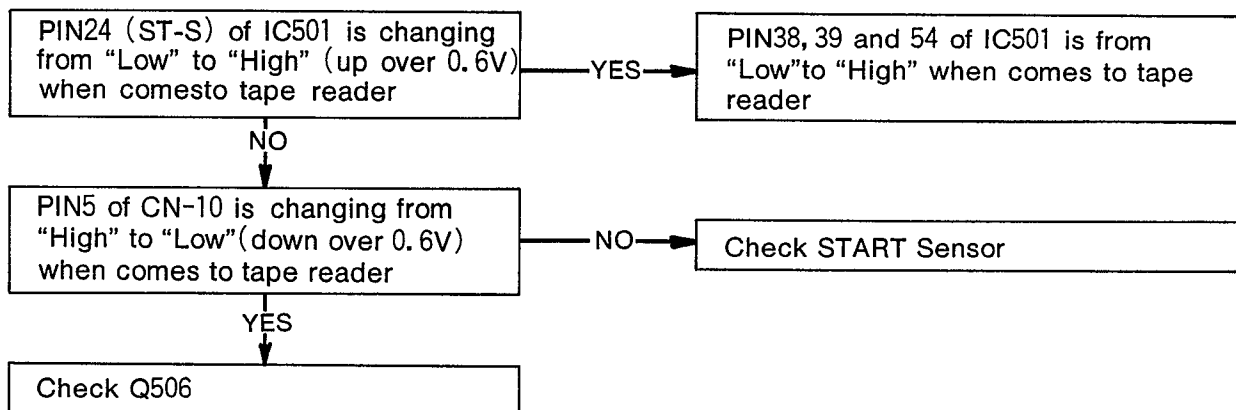 PIN24 (ST-S) of IC501 is changing
from “Low” to “High” (up over 0.6V)
when comesto tape reader
YES
PIN38, 39 and 54 of IC501 is from
“Low”to “High” when comes to tape
reader
NO
PIN5 of CN-10 is changing from
“High” to “Low”(down over 0.6V)
when comes to tape reader
NO
Check START Sensor
YES
Check Q506